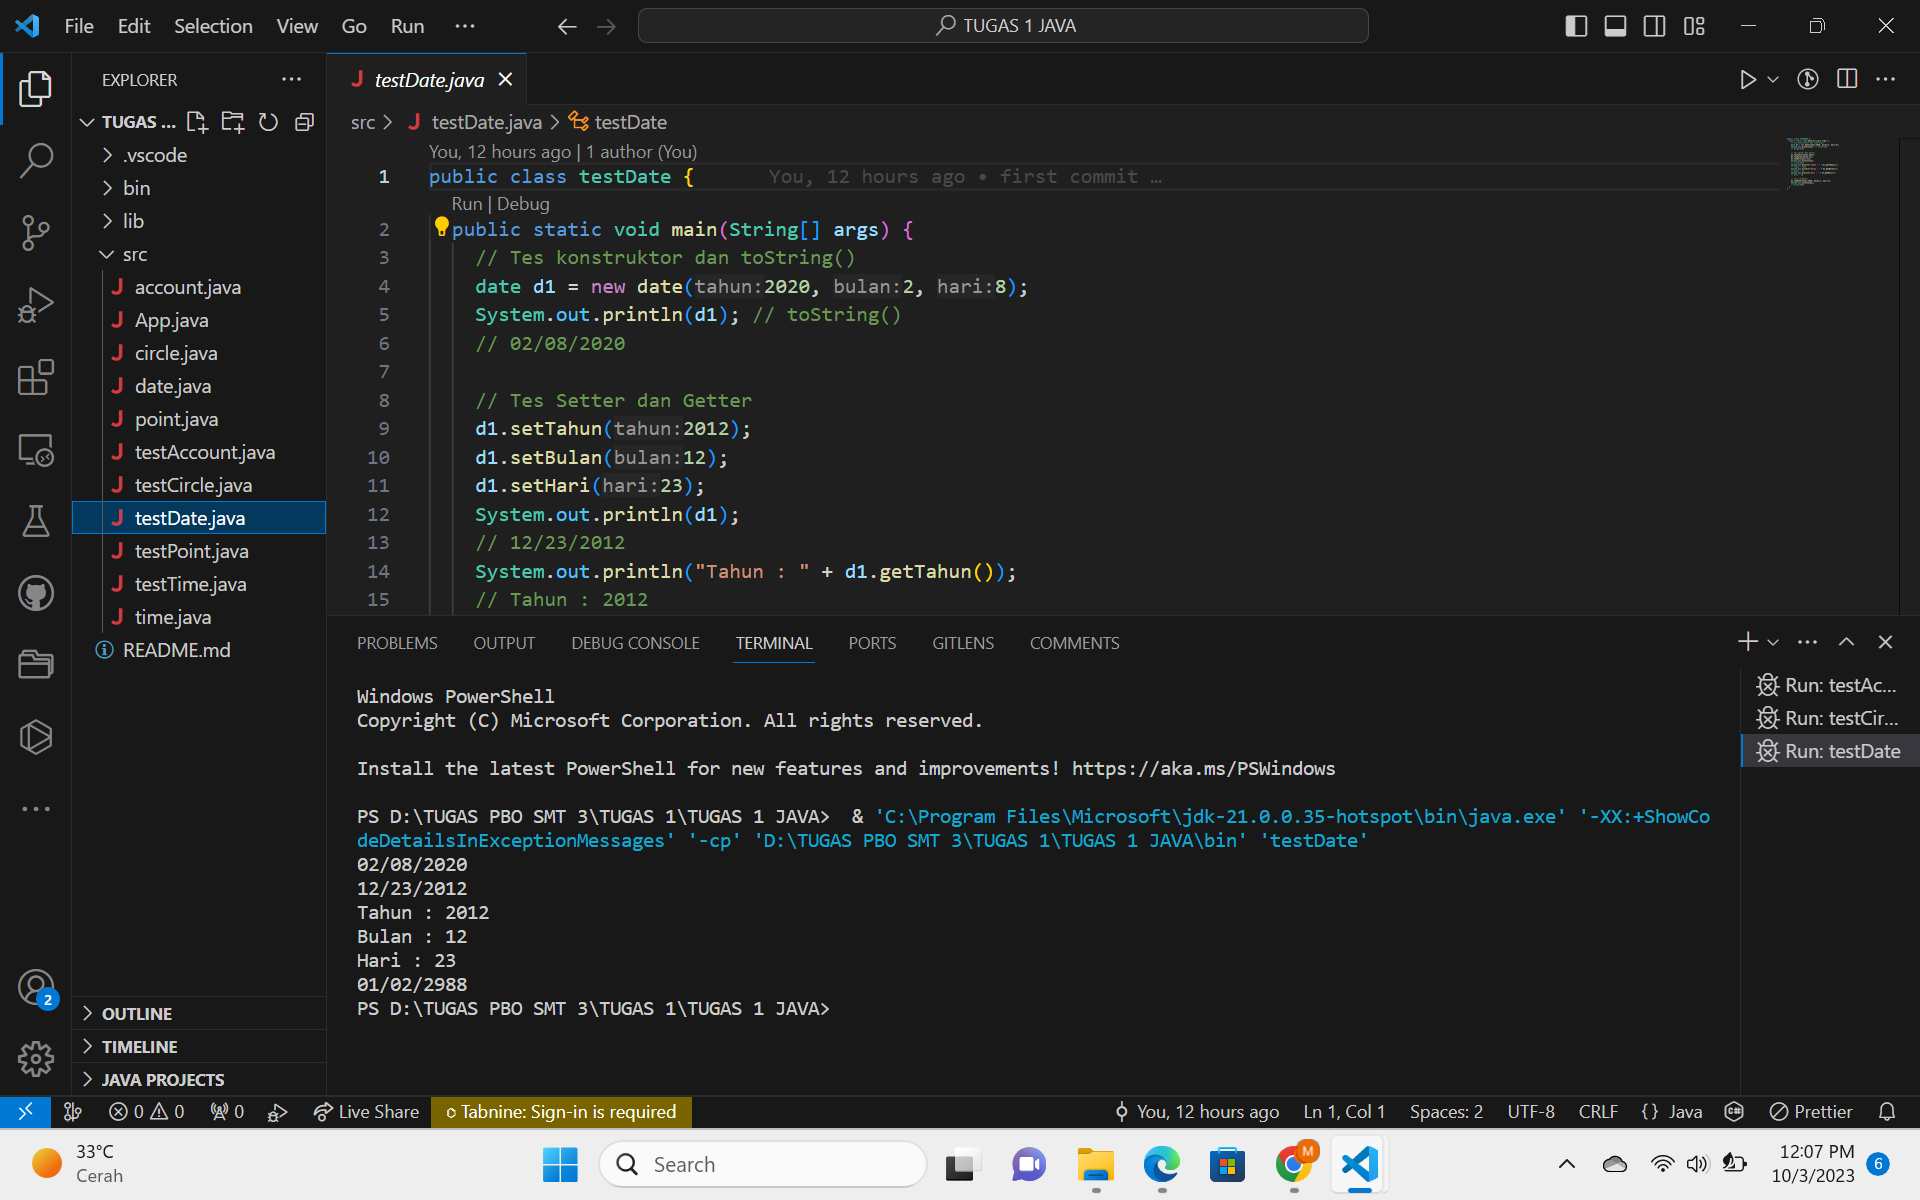 File Edit Selection View Go Run ···
TUGAS 1 JAVA
EXPLORER
TUGAS ...
.vscode
bin
lib
src
account.java
App.java
circle.java
date.java
point.java
testAccount.java
testCircle.java
testDate.java
testPoint.java
testTime.java
time.java
README.md
OUTLINE
TIMELINE
JAVA PROJECTS
testDate.java
src > testDate.java > testDate
You, 12 hours ago | 1 author (You)
1 public class testDate { You, 12 hours ago • first commit …
Run | Debug
2 public static void main(String[] args) {
3 // Tes konstruktor dan toString()
4 date d1 = new date(tahun:2020, bulan:2, hari:8);
5 System.out.println(d1); // toString()
6 // 02/08/2020
7
8 // Tes Setter dan Getter
9 d1.setTahun(tahun:2012);
10 d1.setBulan(bulan:12);
11 d1.setHari(hari:23);
12 System.out.println(d1);
13 // 12/23/2012
14 System.out.println("Tahun : " + d1.getTahun());
15 // Tahun : 2012
PROBLEMS OUTPUT DEBUG CONSOLE TERMINAL PORTS GITLENS COMMENTS
Windows PowerShell
Copyright (C) Microsoft Corporation. All rights reserved.
Install the latest PowerShell for new features and improvements! https://aka.ms/PSWindows
PS D:\TUGAS PBO SMT 3\TUGAS 1\TUGAS 1 JAVA>  & 'C:\Program Files\Microsoft\jdk-21.0.0.35-hotspot\bin\java.exe' '-XX:+ShowCo
deDetailsInExceptionMessages' '-cp' 'D:\TUGAS PBO SMT 3\TUGAS 1\TUGAS 1 JAVA\bin' 'testDate'
02/08/2020
12/23/2012
Tahun : 2012
Bulan : 12
Hari : 23
01/02/2988
PS D:\TUGAS PBO SMT 3\TUGAS 1\TUGAS 1 JAVA>
Run: testAc...
Run: testCir...
Run: testDate
2
0 0 0 Live Share Tabnine: Sign-in is required You, 12 hours ago Ln 1, Col 1 Spaces: 2 UTF-8 CRLF {} Java Prettier
33°C
Cerah
Search
M
12:07 PM
10/3/2023
6